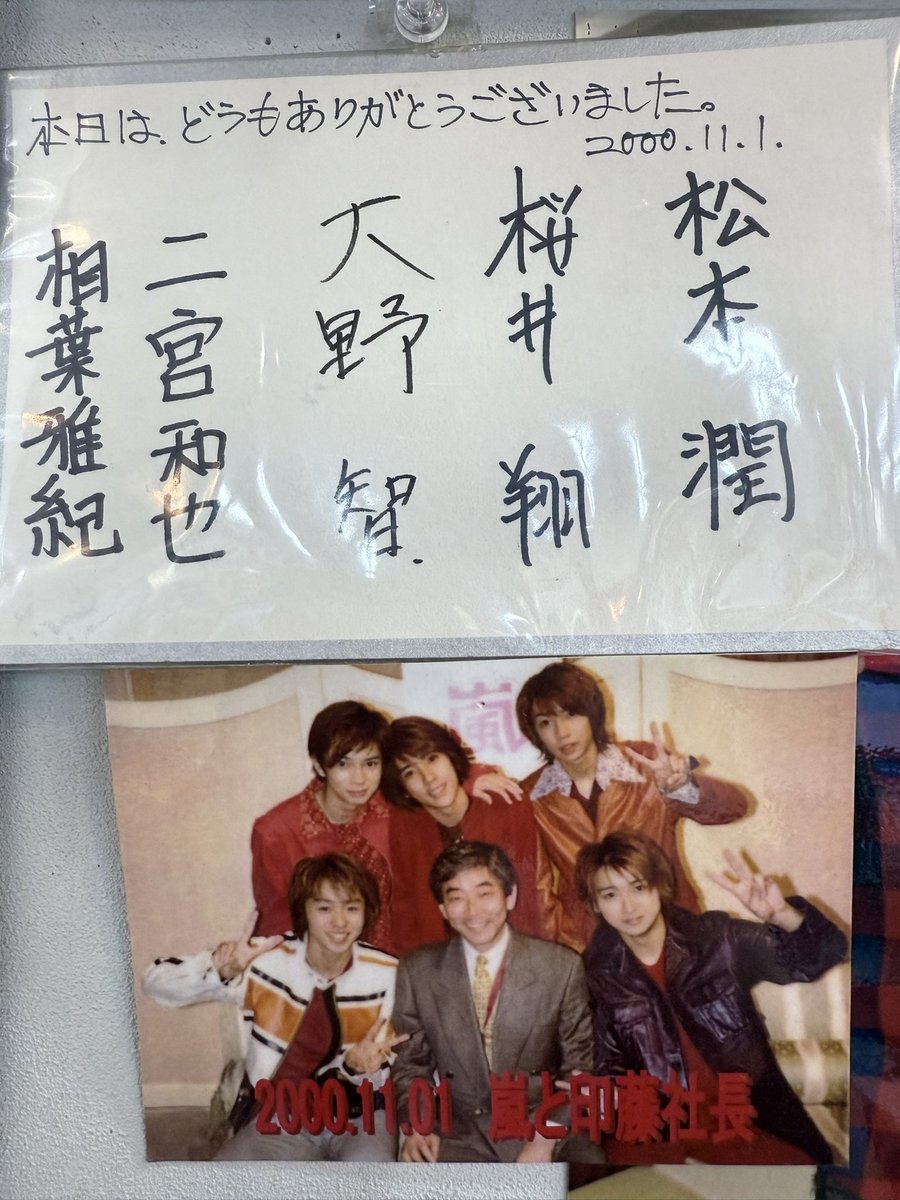 本日は、どうもありがとうございました。
2000.11.1.
松本 潤
桜井 翔
大野 智.
二宮和也
相葉雅紀
嵐
2000.11.01 嵐と印藤社長